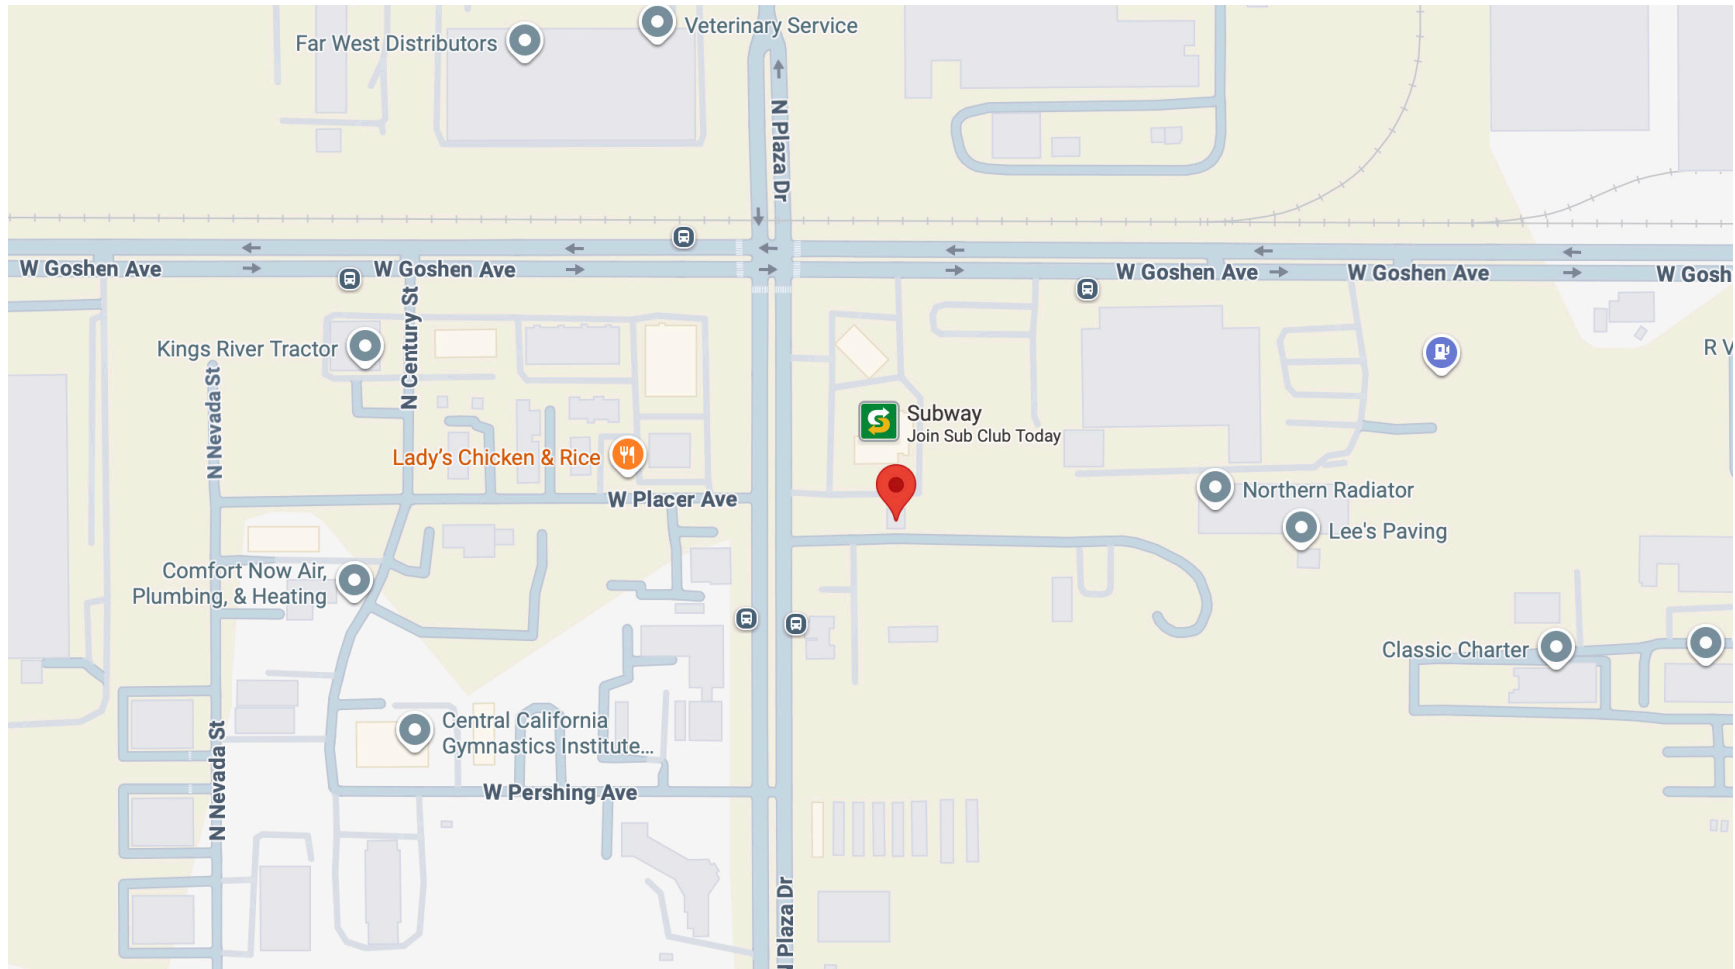 Veterinary Service
Far West Distributors
N Plaza Dr
W Goshen Ave
W Goshen Ave
W Goshen Ave
W Goshen Ave
W Gosh
N Century St
Kings River Tractor
R V
N Nevada St
Subway
Join Sub Club Today
Lady's Chicken & Rice
W Placer Ave
Northern Radiator
Lee's Paving
Comfort Now Air,
Plumbing, & Heating
Classic Charter
Central California
Gymnastics Institute...
N Nevada St
W Pershing Ave
N Plaza Dr